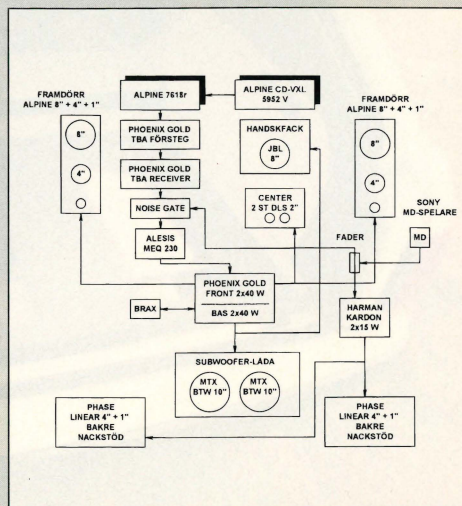 FRAMDÖRR
ALPINE 8" + 4" + 1"
8"
4"
ALPINE 7618r
ALPINE CD-VXL
5952 V
PHOENIX GOLD
TBA FÖRSTEG
PHOENIX GOLD
TBA RECEIVER
NOISE GATE
ALESIS
MEQ 230
HANDSKFACK
JBL
8"
CENTER
2 ST DLS 2"
FRAMDÖRR
ALPINE 8" + 4" + 1"
8"
4"
SONY
MD-SPELARE
MD
FADER
PHOENIX GOLD
FRONT 2x40 W
BAS 2x40 W
BRAX
HARMAN
KARDON
2x15 W
SUBWOOFER-LÅDA
MTX
BTW 10"
MTX
BTW 10"
PHASE
LINEAR 4" + 1"
BAKRE
NACKSTÖD
PHASE
LINEAR 4" + 1"
BAKRE
NACKSTÖD